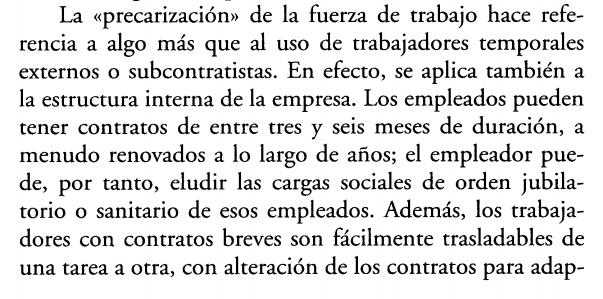 La «precarización» de la fuerza de trabajo hace refe-
rencia a algo más que al uso de trabajadores temporales
externos o subcontratistas. En efecto, se aplica también a
la estructura interna de la empresa. Los empleados pueden
tener contratos de entre tres y seis meses de duración, a
menudo renovados a lo largo de años; el empleador pue-
de, por tanto, eludir las cargas sociales de orden jubila-
torio o sanitario de esos empleados. Además, los trabaja-
dores con contratos breves son fácilmente trasladables de
una tarea a otra, con alteración de los contratos para adap-